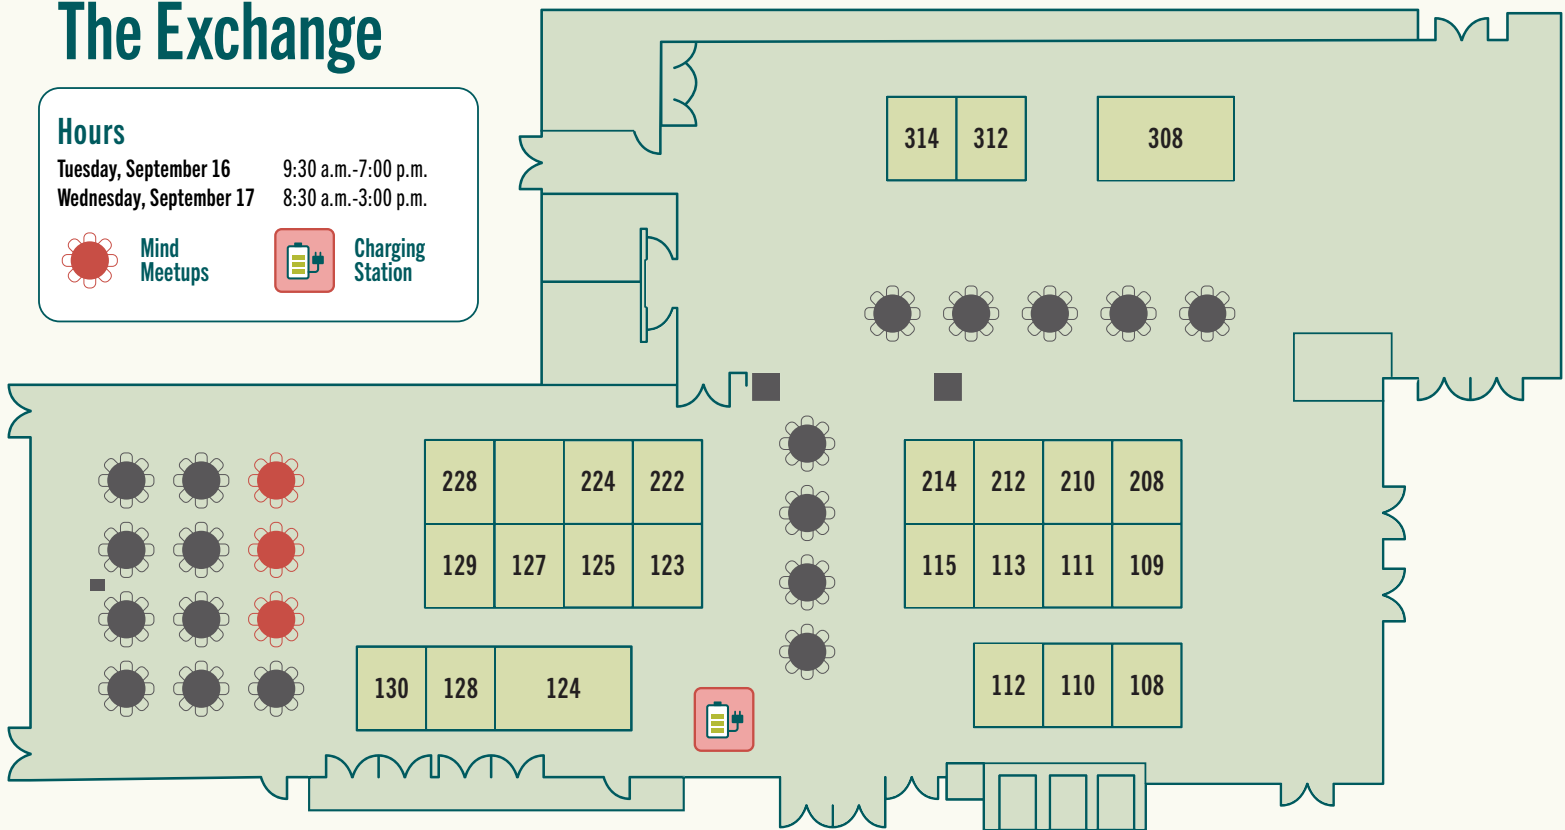 The Exchange
Hours
Tuesday, September 16 9:30 a.m.-7:00 p.m.
Wednesday, September 17 8:30 a.m.-3:00 p.m.
Mind
Meetups
Charging
Station
314 312 308
228 224 222
129 127 125 123
214 212 210 208
115 113 111 109
130 128 124
112 110 108